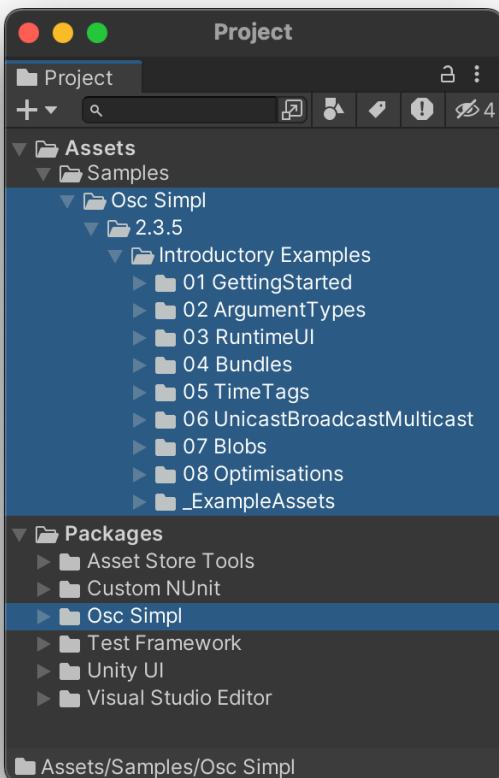 Project
Project
4
Assets
Samples
Osc Simpl
2.3.5
Introductory Examples
01 GettingStarted
02 ArgumentTypes
03 RuntimeUI
04 Bundles
05 TimeTags
06 UnicastBroadcastMulticast
07 Blobs
08 Optimisations
_ExampleAssets
Packages
Asset Store Tools
Custom NUnit
Osc Simpl
Test Framework
Unity UI
Visual Studio Editor
Assets/Samples/Osc Simpl